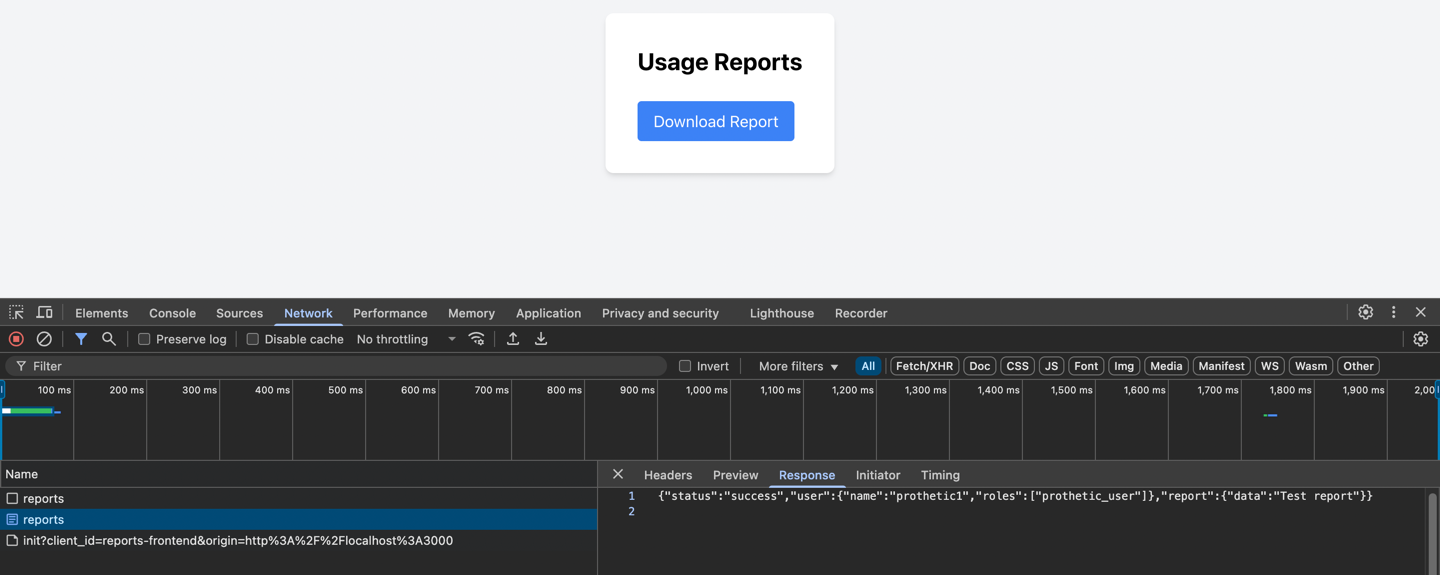 Usage Reports
Download Report
Elements Console Sources Network Performance Memory Application Privacy and security Lighthouse Recorder
Preserve log Disable cache No throttling
Filter Invert More filters All Fetch/XHR Doc CSS JS Font Img Media Manifest WS Wasm Other
100 ms 200 ms 300 ms 400 ms 500 ms 600 ms 700 ms 800 ms 900 ms 1,000 ms 1,100 ms 1,200 ms 1,300 ms 1,400 ms 1,500 ms 1,600 ms 1,700 ms 1,800 ms 1,900 ms 2,00
Name Headers Preview Response Initiator Timing
reports 1 {"status":"success","user":{"name":"prothetic1","roles":["prothetic_user"]},"report":{"data":"Test report"}}
reports 2
init?client_id=reports-frontend&origin=http%3A%2F%2Flocalhost%3A3000